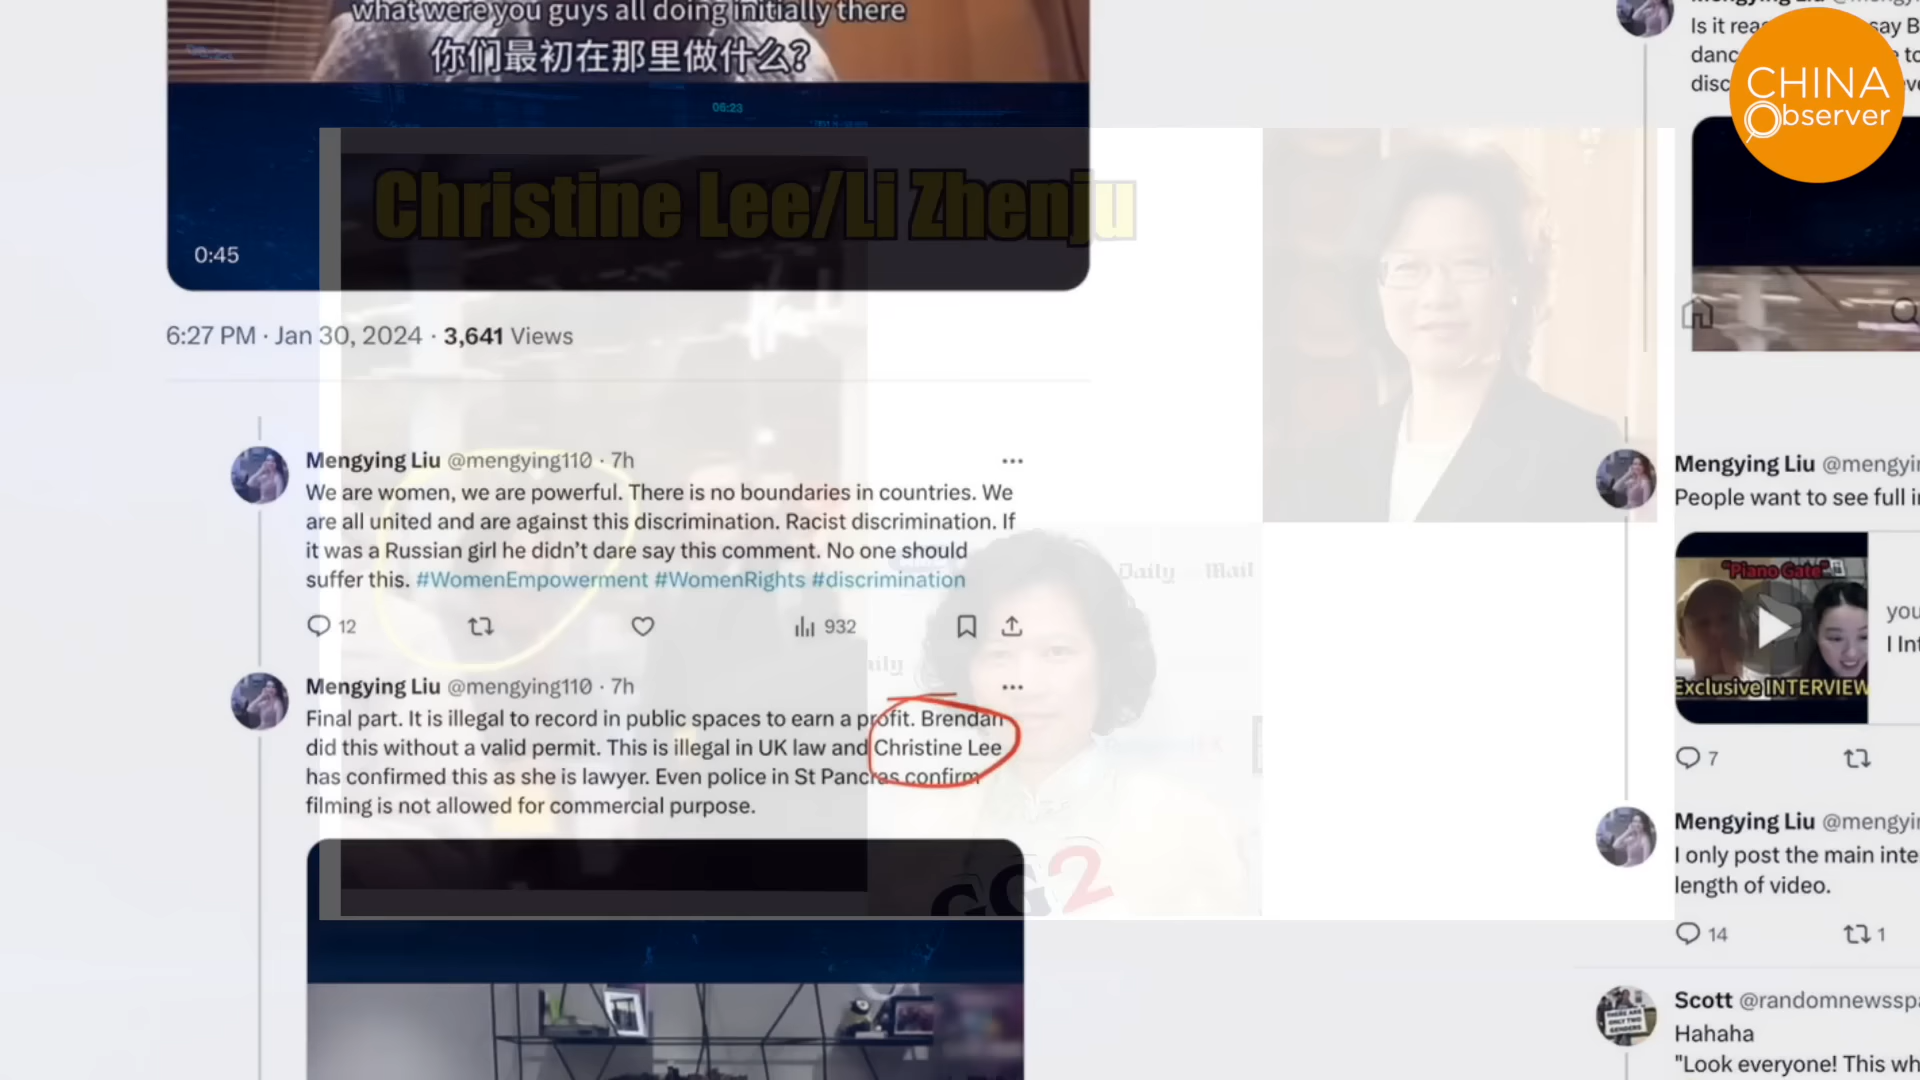 what were you guys all doing initially there
你们最初在那里做什么?
06:23
0:45
Christine Lee/Li Zhenju
6:27 PM · Jan 30, 2024 · 3,641 Views
Mengying Liu @mengying110 · 7h
We are women, we are powerful. There is no boundaries in countries. We
are all united and are against this discrimination. Racist discrimination. If
it was a Russian girl he didn't dare say this comment. No one should
suffer this. #WomenEmpowerment #WomenRights #discrimination
12
932
Mengying Liu @mengying110 · 7h
Final part. It is illegal to record in public spaces to earn a profit. Brendan
did this without a valid permit. This is illegal in UK law and Christine Lee
has confirmed this as she is lawyer. Even police in St Pancras confirm
filming is not allowed for commercial purpose.
Daily Mail
GG2
CHINA
Observer
Is it
say B
Mengying Liu @mengyin
People want to see full in
"Piano Gate"
Exclusive INTERVIEW
you
I Int
7
Mengying Liu @mengyin
I only post the main inte
length of video.
14
1
Scott @randomnewsspa
Hahaha
"Look everyone! This wh